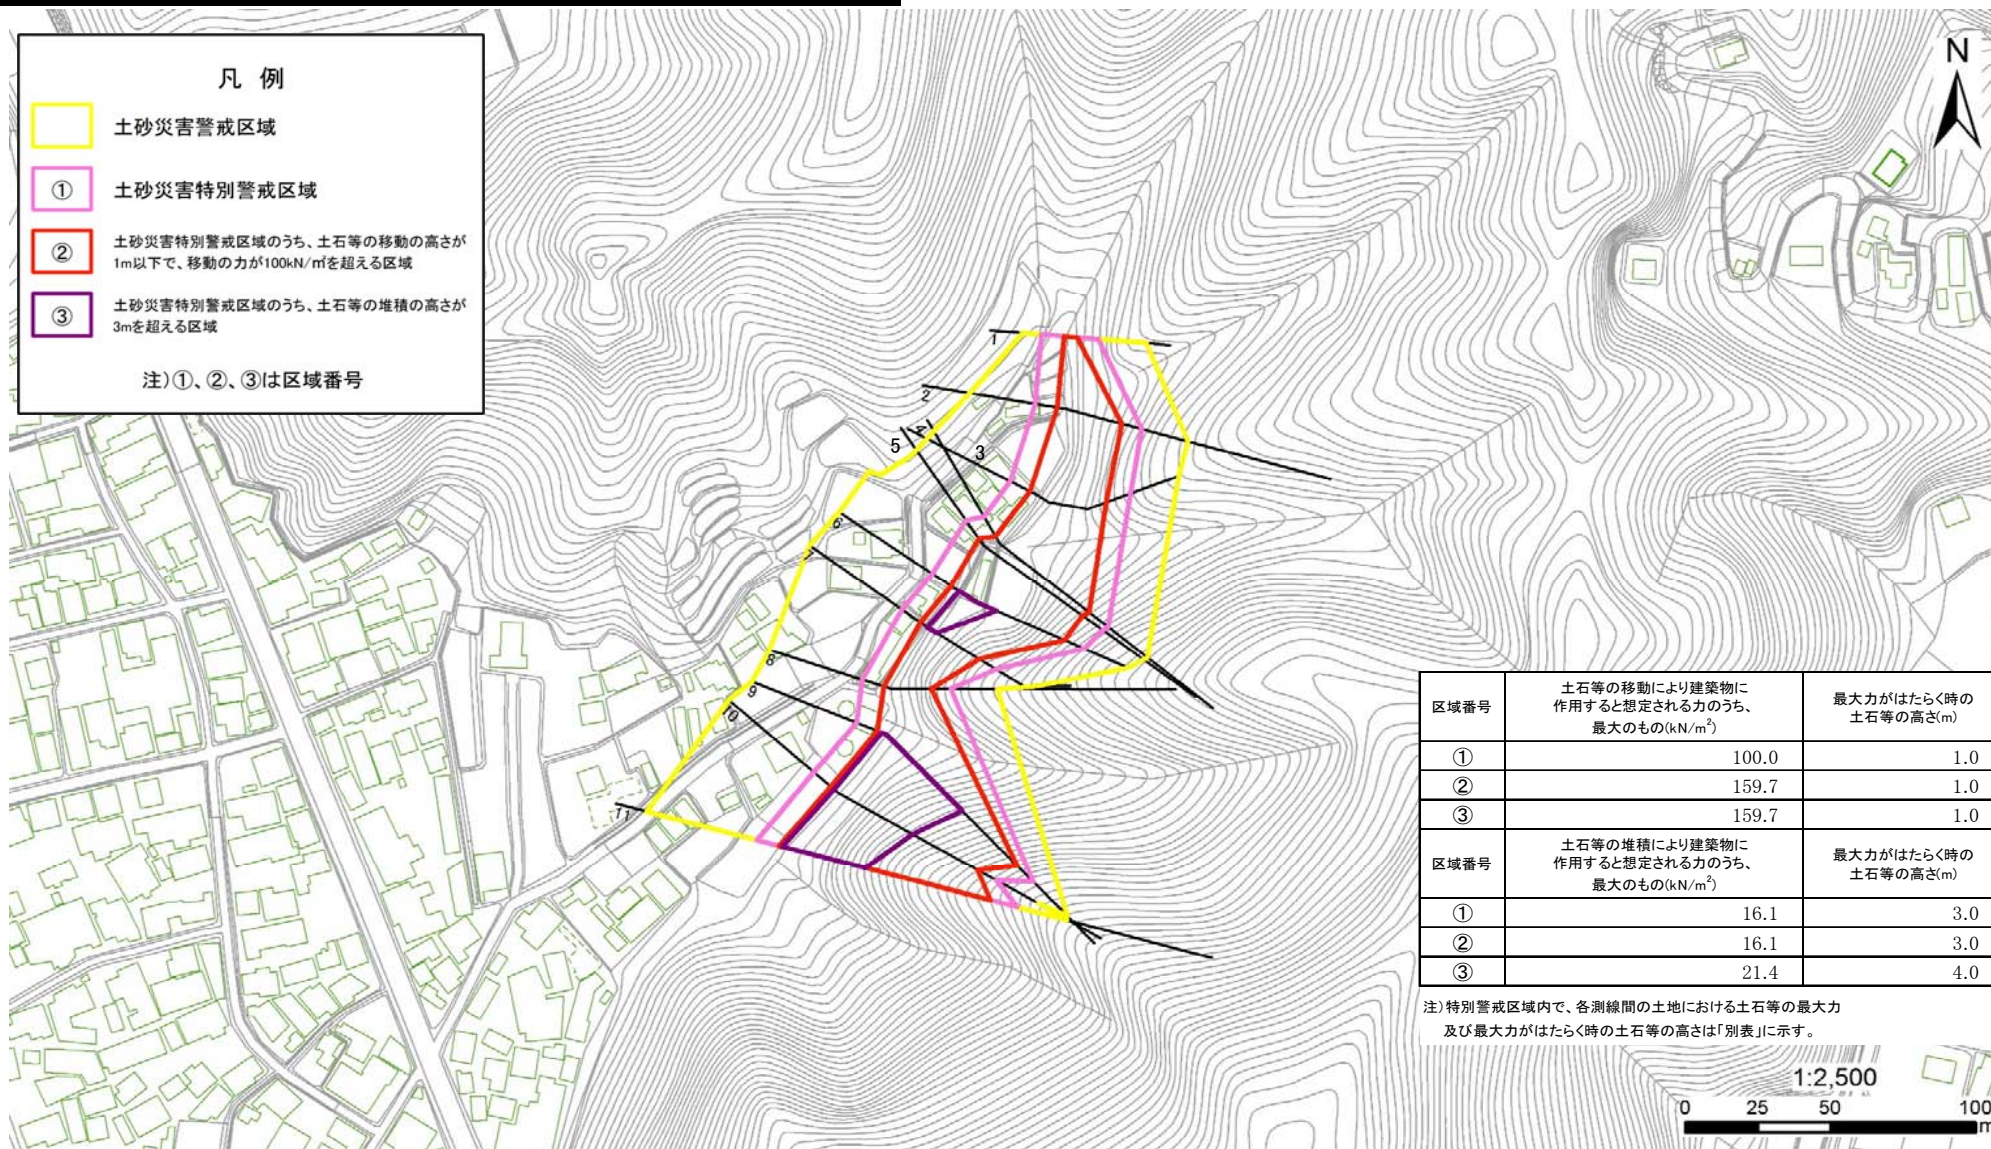 凡 例
土砂災害警戒区域
① 土砂災害特別警戒区域
② 土砂災害特別警戒区域のうち、土石等の移動の高さが
1m以下で、移動の力が100kN/㎡を超える区域
③ 土砂災害特別警戒区域のうち、土石等の堆積の高さが
3mを超える区域
注)①、②、③は区域番号
N
1
2
3
4
5
6
7
8
9
10
11
区域番号 土石等の移動により建築物に作用すると想定される力のうち、最大のもの(kN/m²) 最大力がはたらく時の土石等の高さ(m)
① 100.0 1.0
② 159.7 1.0
③ 159.7 1.0
区域番号 土石等の堆積により建築物に作用すると想定される力のうち、最大のもの(kN/m²) 最大力がはたらく時の土石等の高さ(m)
① 16.1 3.0
② 16.1 3.0
③ 21.4 4.0
注)特別警戒区域内で、各測線間の土地における土石等の最大力
及び最大力がはたらく時の土石等の高さは「別表」に示す。
1:2,500
0 25 50 100
m